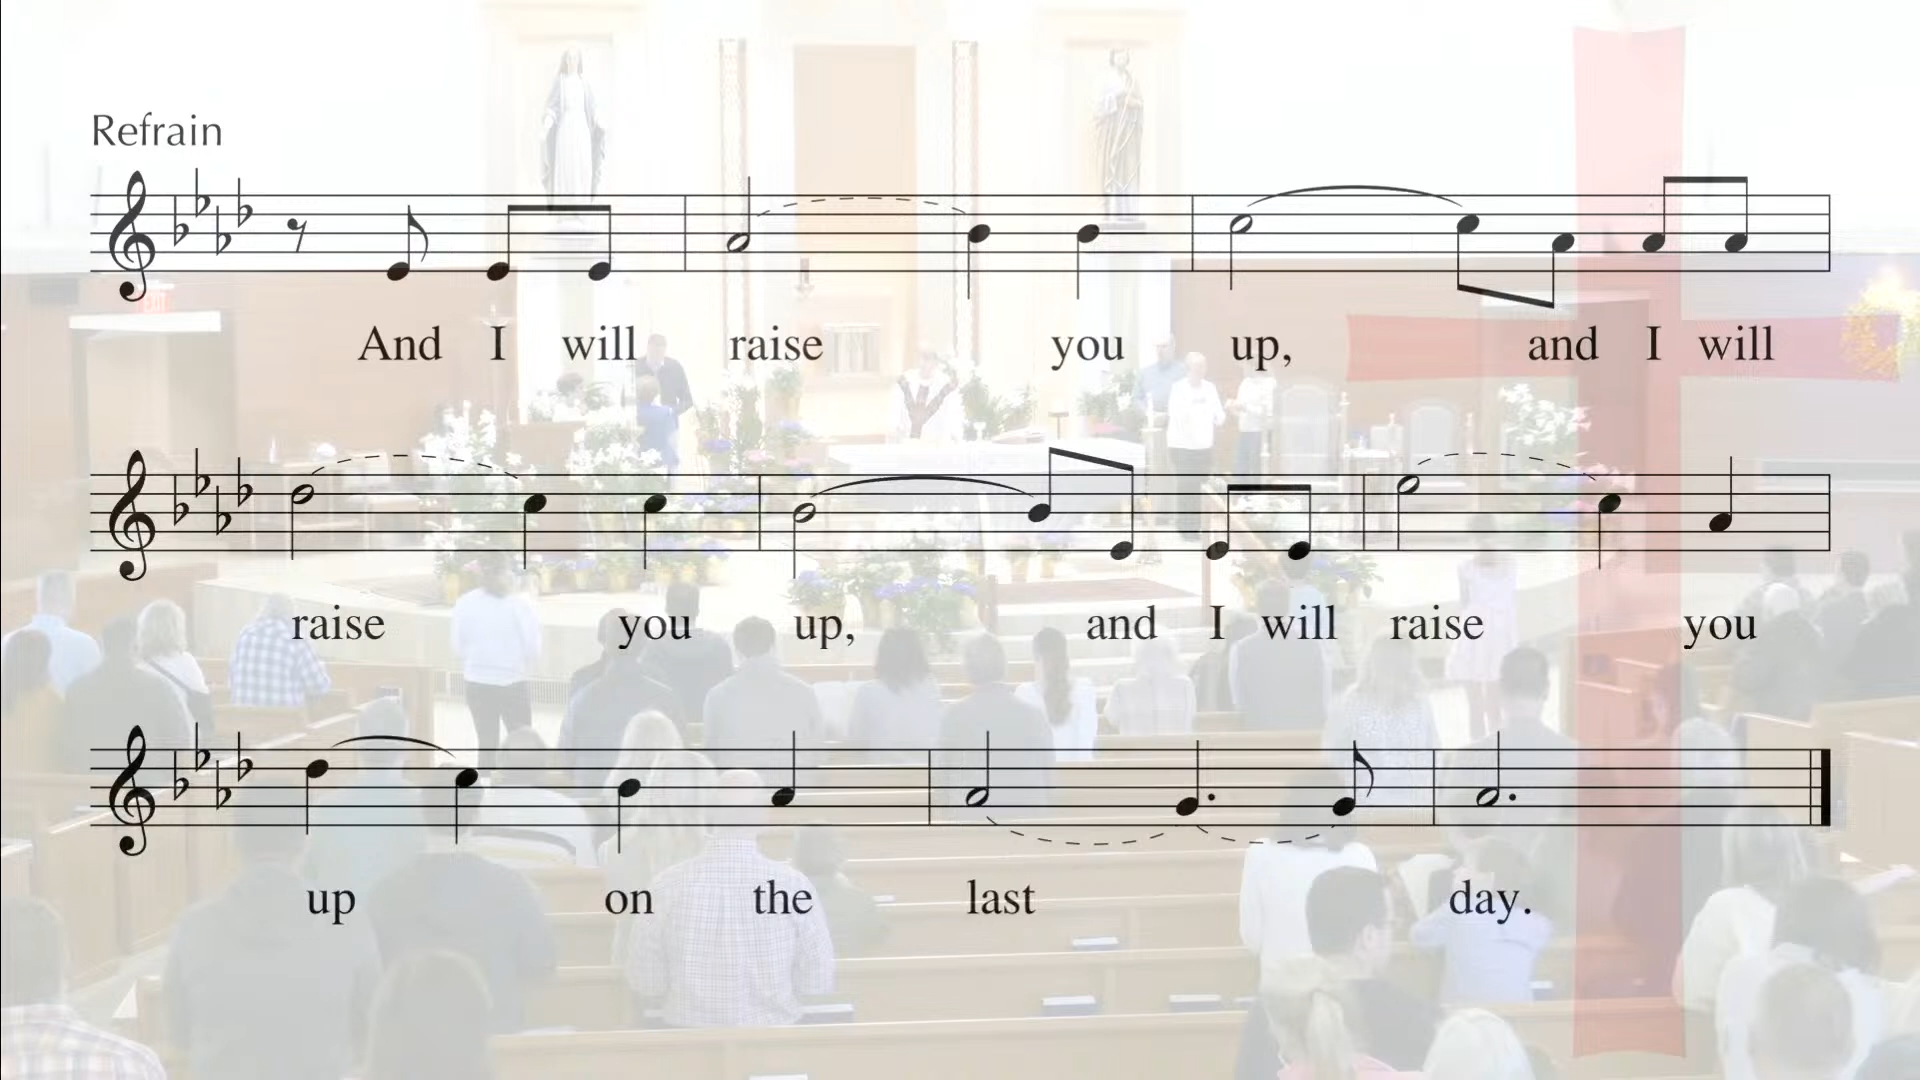 Refrain
And I will raise you up, and I will
raise you up, and I will raise you
up on the last day.